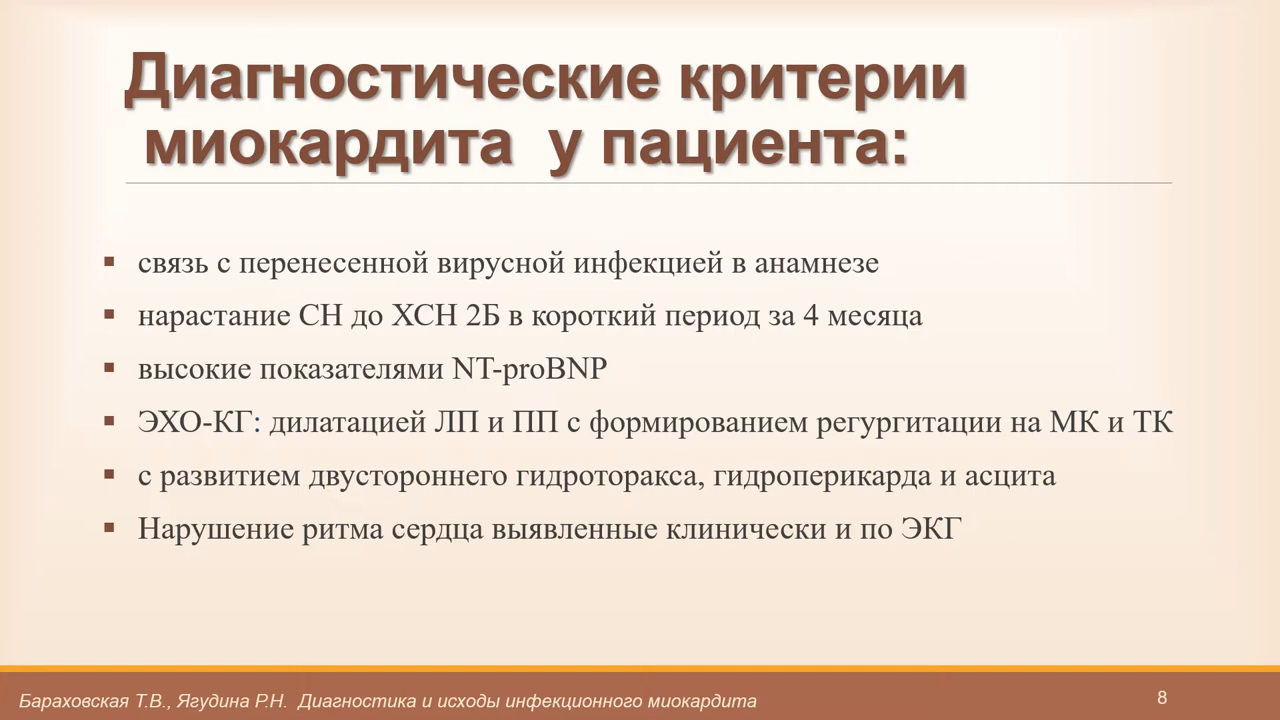 Диагностические критерии
миокардита у пациента:
▪ связь с перенесенной вирусной инфекцией в анамнезе
▪ нарастание СН до ХСН 2Б в короткий период за 4 месяца
▪ высокие показателями NT-proBNP
▪ ЭХО-КГ: дилатацией ЛП и ПП с формированием регургитации на МК и ТК
▪ с развитием двустороннего гидроторакса, гидроперикарда и асцита
▪ Нарушение ритма сердца выявленные клинически и по ЭКГ
Бараховская Т.В., Ягудина Р.Н. Диагностика и исходы инфекционного миокардита
8